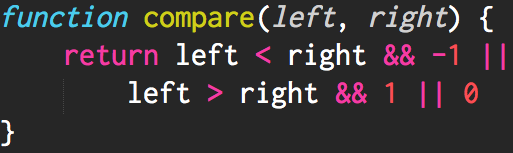 function compare(left, right) {
    return left < right && -1 ||
        left > right && 1 || 0
}